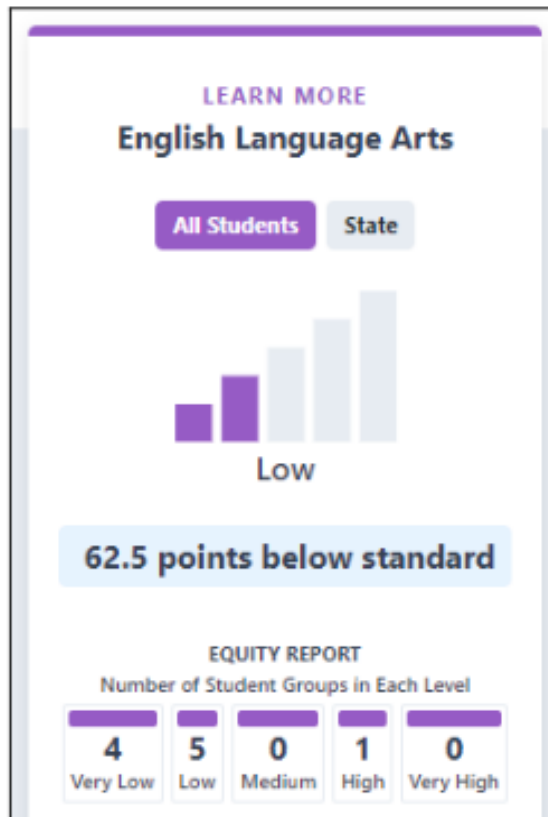 LEARN MORE
English Language Arts
All Students State
Low
62.5 points below standard
EQUITY REPORT
Number of Student Groups in Each Level
4 5 0 1 0
Very Low Low Medium High Very High